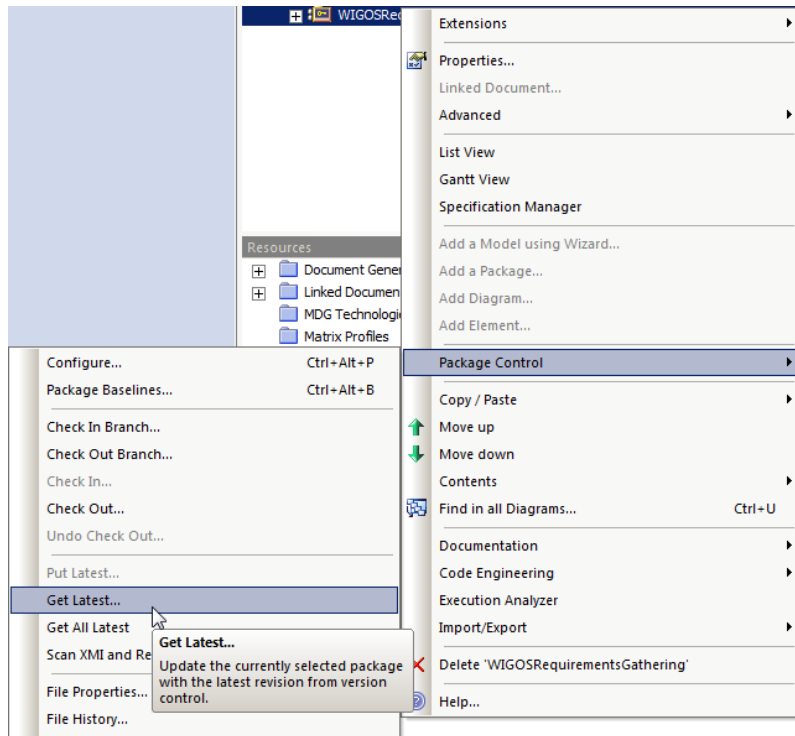 WIGOSRe
Extensions
Properties...
Linked Document...
Advanced
List View
Gantt View
Specification Manager
Add a Model using Wizard...
Add a Package...
Add Diagram...
Add Element...
Package Control
Copy / Paste
Move up
Move down
Contents
Find in all Diagrams... Ctrl+U
Documentation
Code Engineering
Execution Analyzer
Import/Export
Delete 'WIGOSRequirementsGathering'
Help...
Resources
Document Gene
Linked Documen
MDG Technologi
Matrix Profiles
Configure... Ctrl+Alt+P
Package Baselines... Ctrl+Alt+B
Check In Branch...
Check Out Branch...
Check In...
Check Out...
Undo Check Out...
Put Latest...
Get Latest...
Get All Latest
Scan XMI and Re
File Properties...
File History...
Get Latest...
Update the currently selected package
with the latest revision from version
control.